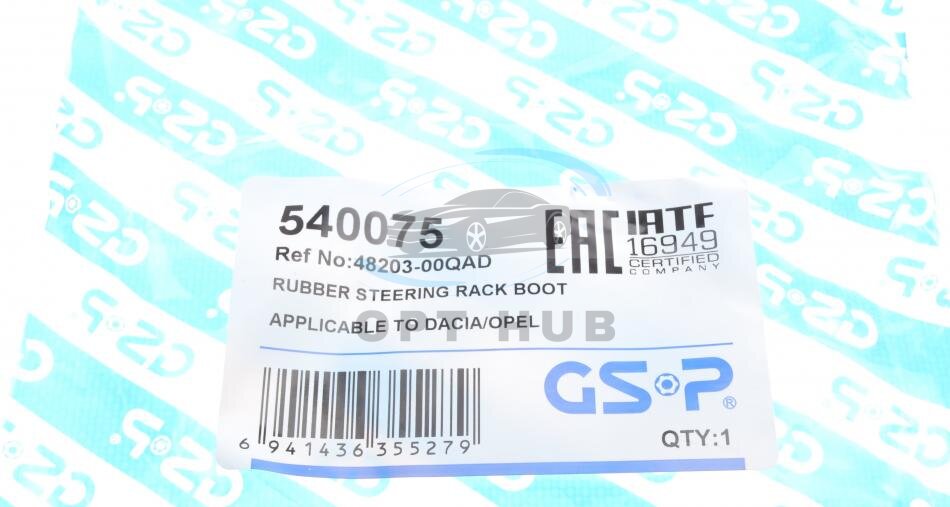 540075
Ref No:48203-00QAD
RUBBER STEERING RACK BOOT
APPLICABLE TO DACIA/OPEL
EAC
IATF
16949
CERTIFIED
COMPANY
OPT HUB
GS•P®
QTY:1
6 941436 355279